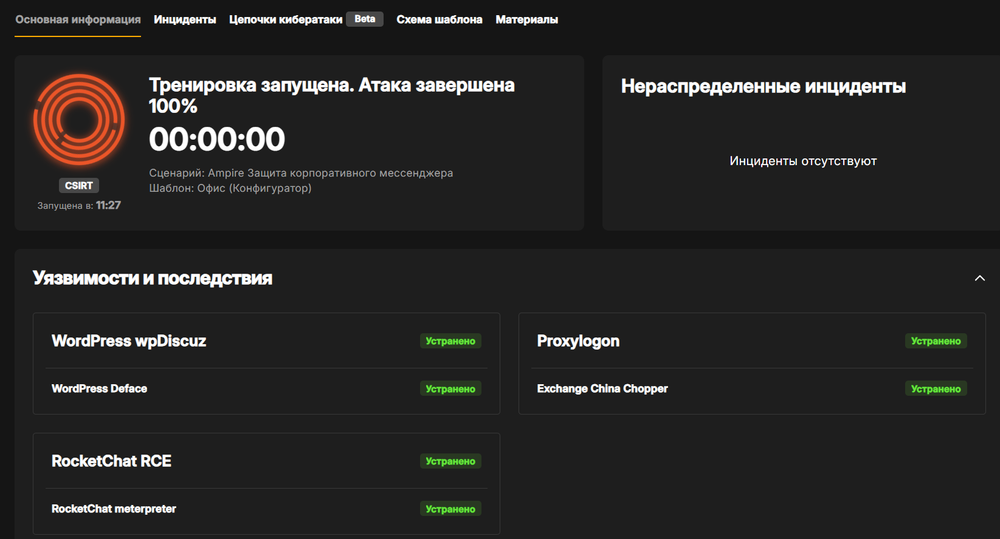 Основная информация Инциденты Цепочки кибератаки Beta Схема шаблона Материалы
Тренировка запущена. Атака завершена
100%
00:00:00
Сценарий: Ampire Защита корпоративного мессенджера
Шаблон: Офис (Конфигуратор)
CSIRT
Запущена в: 11:27
Нераспределенные инциденты
Инциденты отсутствуют
Уязвимости и последствия
WordPress wpDiscuz Устранено
WordPress Deface Устранено
Proxylogon Устранено
Exchange China Chopper Устранено
RocketChat RCE Устранено
RocketChat meterpreter Устранено